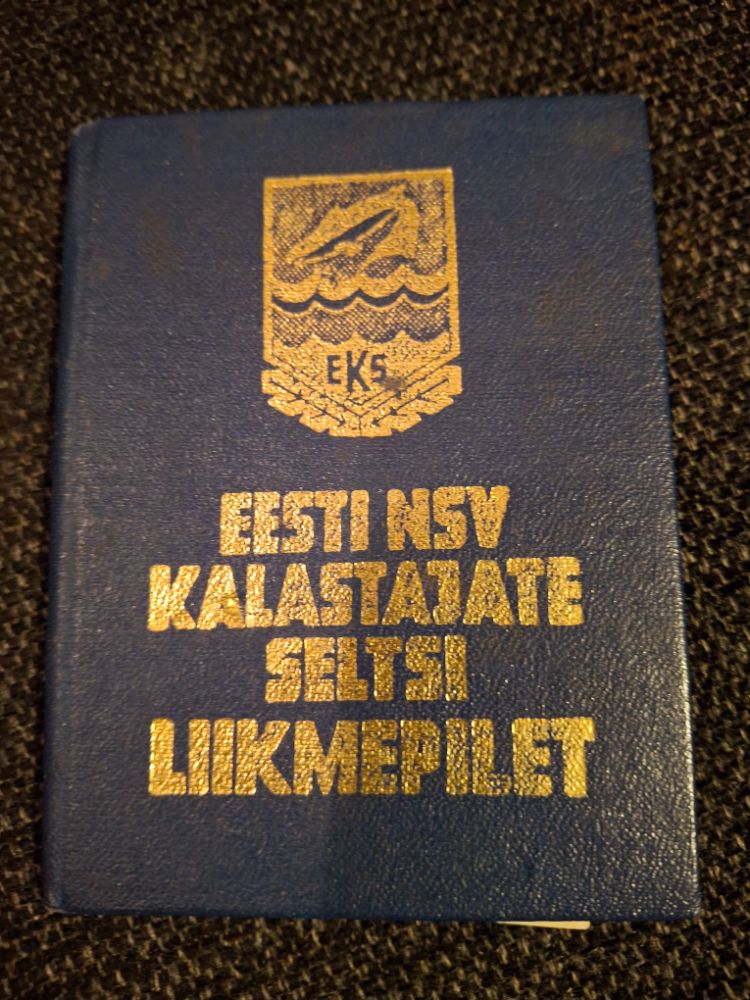 EKS
EESTI NSV
KALASTAJATE
SELTSI
LIIKMEPILET